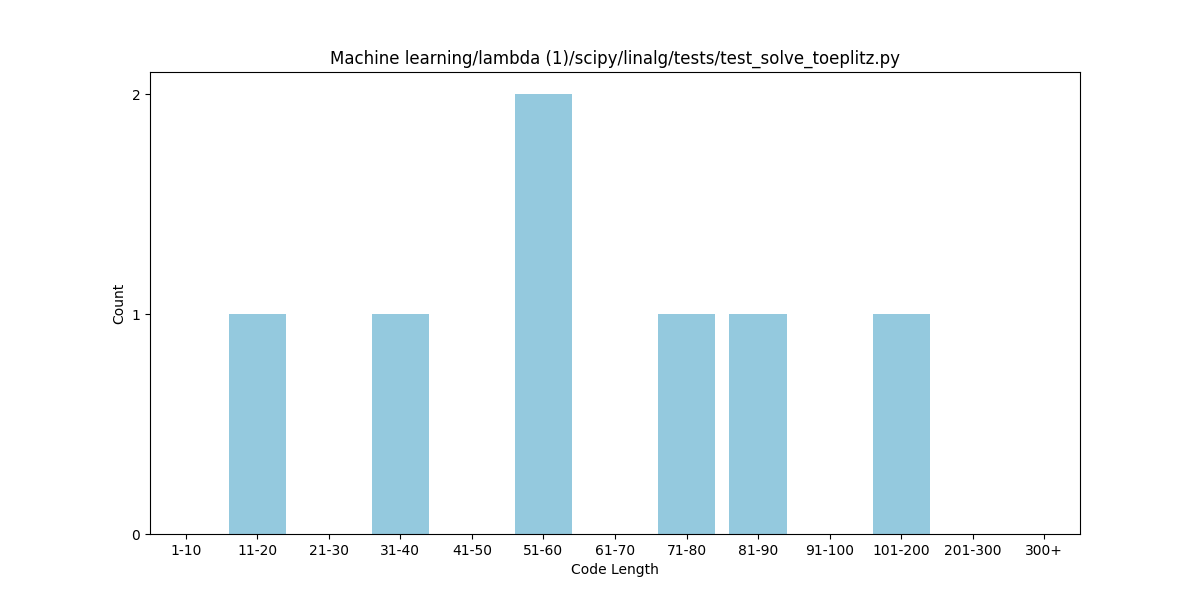 Machine learning/lambda (1)/scipy/linalg/tests/test_solve_toeplitz.py
2
1
0
Count
1-10 11-20 21-30 31-40 41-50 51-60 61-70 71-80 81-90 91-100 101-200 201-300 300+
Code Length